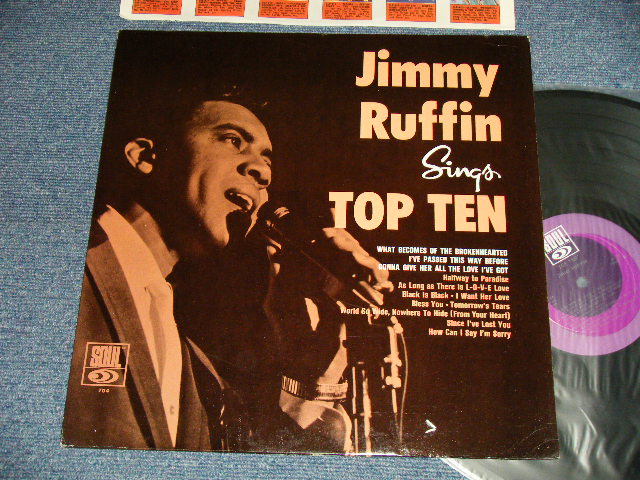 Jimmy
Ruffin
Sings
TOP TEN
WHAT BECOMES OF THE BROKENHEARTED
I'VE PASSED THIS WAY BEFORE
GONNA GIVE HER ALL THE LOVE I'VE GOT
Halfway to Paradise
As Long as There is L-O-V-E Love
Black is Black • I Want Her Love
Bless You • Tomorrow's Tears
World So Wide, Nowhere To Hide (From Your Heart)
Since I've Lost You
How Can I Say I'm Sorry
SOUL
704
SOUL